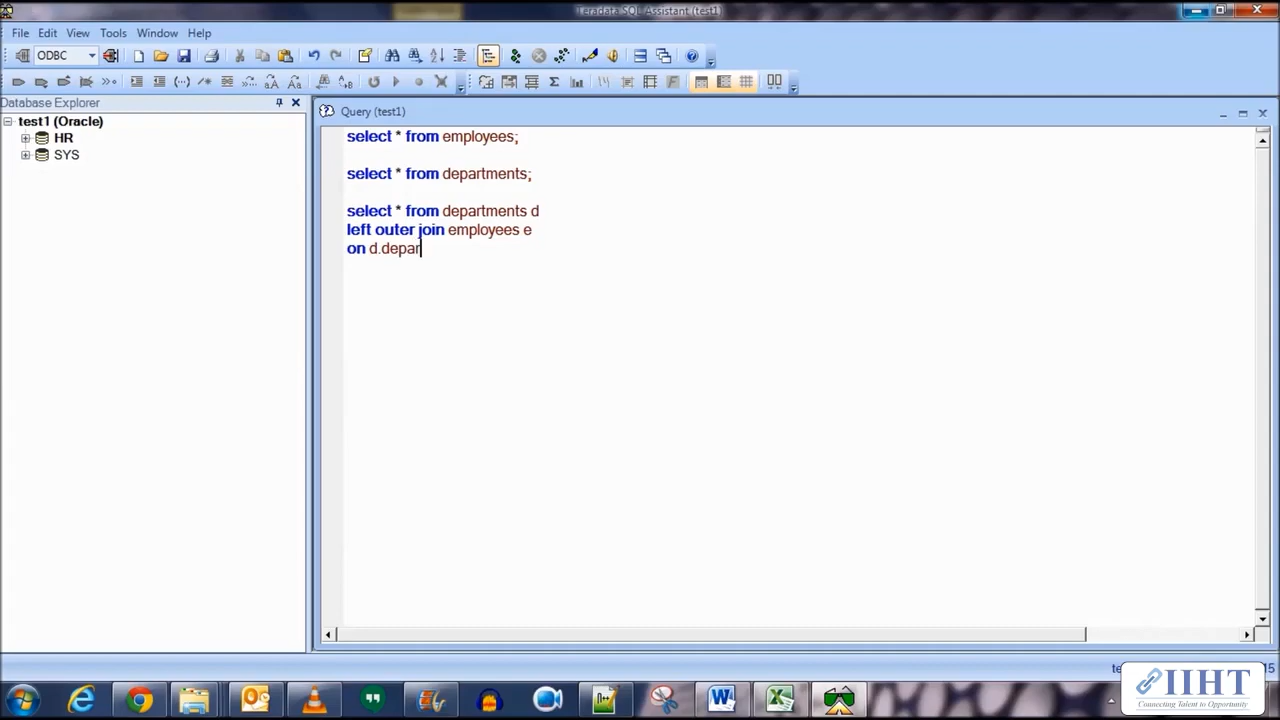 Teradata SQL Assistant (test1)
File Edit View Tools Window Help
ODBC
Database Explorer
test1 (Oracle)
HR
SYS
Query (test1)
select * from employees;
select * from departments;
select * from departments d
left outer join employees e
on d.depar
IIHT
Connecting Talent to Opportunity